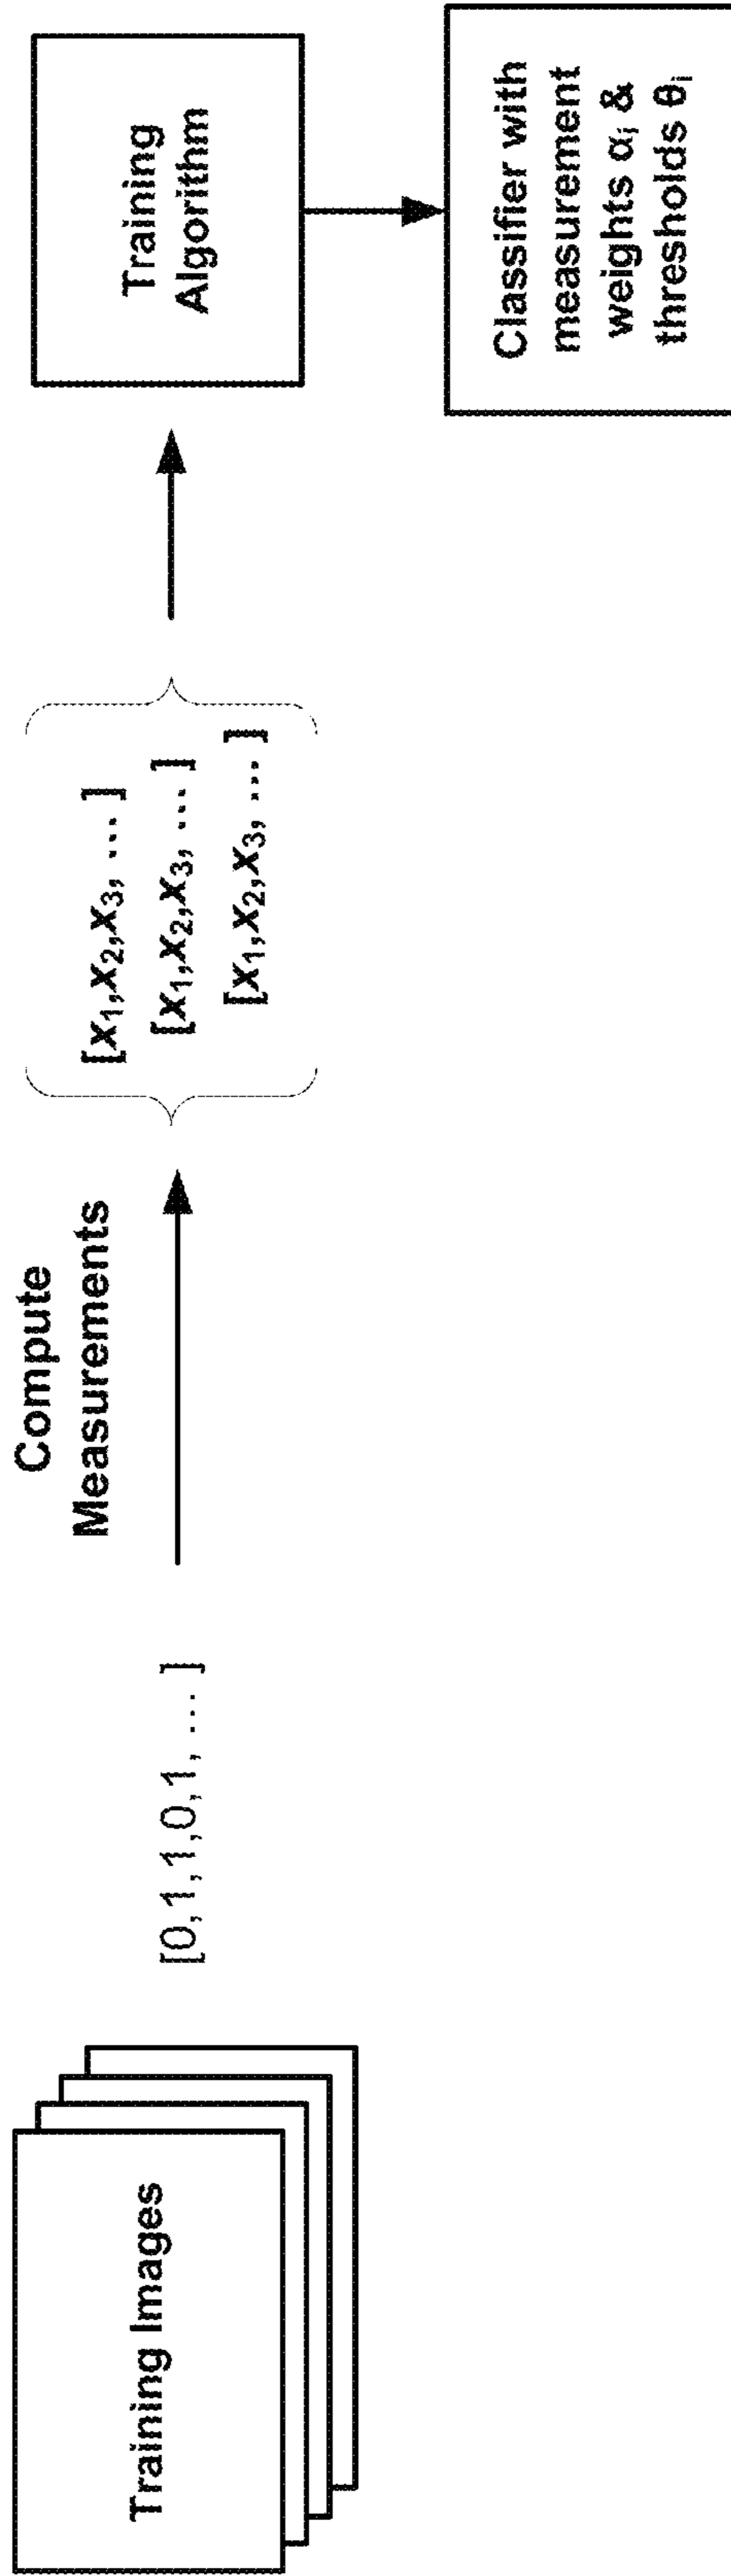 Training Images
[0,1,1,0,1, ... ]
Compute
Measurements
[x₁,x₂,x₃, ... ]
[x₁,x₂,x₃, ... ]
[x₁,x₂,x₃, ... ]
Training
Algorithm
Classifier with
measurement
weights αᵢ &
thresholds θᵢ